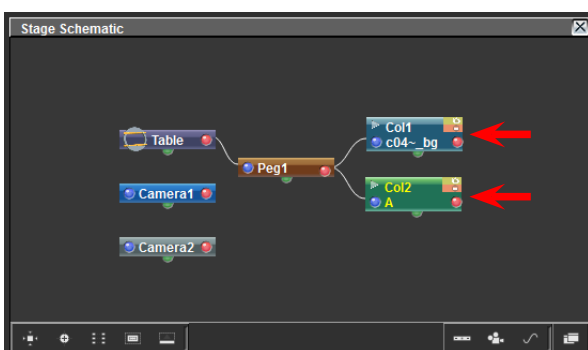 Stage Schematic
Table
Camera1
Camera2
Peg1
Col1
c04~_bg
Col2
A